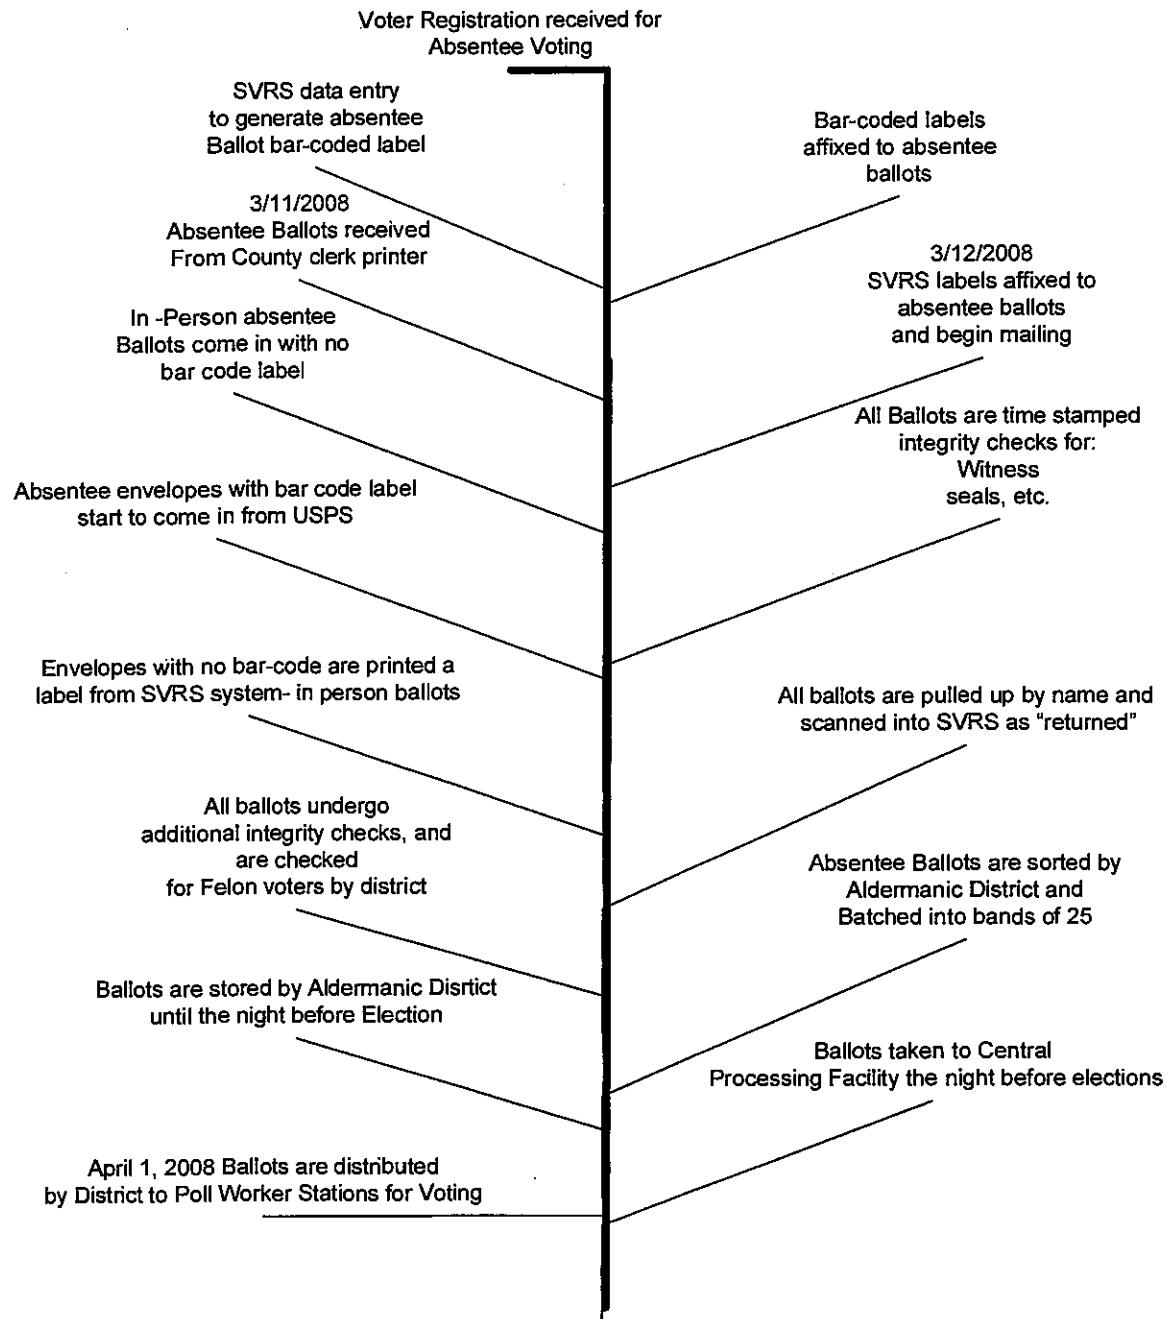 Voter Registration received for
Absentee Voting
SVRS data entry
to generate absentee
Ballot bar-coded label
Bar-coded labels
affixed to absentee
ballots
3/11/2008
Absentee Ballots received
From County clerk printer
3/12/2008
SVRS labels affixed to
absentee ballots
and begin mailing
In -Person absentee
Ballots come in with no
bar code label
All Ballots are time stamped
integrity checks for:
Witness
seals, etc.
Absentee envelopes with bar code label
start to come in from USPS
Envelopes with no bar-code are printed a
label from SVRS system- in person ballots
All ballots are pulled up by name and
scanned into SVRS as "returned"
All ballots undergo
additional integrity checks, and
are checked
for Felon voters by district
Absentee Ballots are sorted by
Aldermanic District and
Batched into bands of 25
Ballots are stored by Aldermanic Disrtict
until the night before Election
Ballots taken to Central
Processing Facility the night before elections
April 1, 2008 Ballots are distributed
by District to Poll Worker Stations for Voting